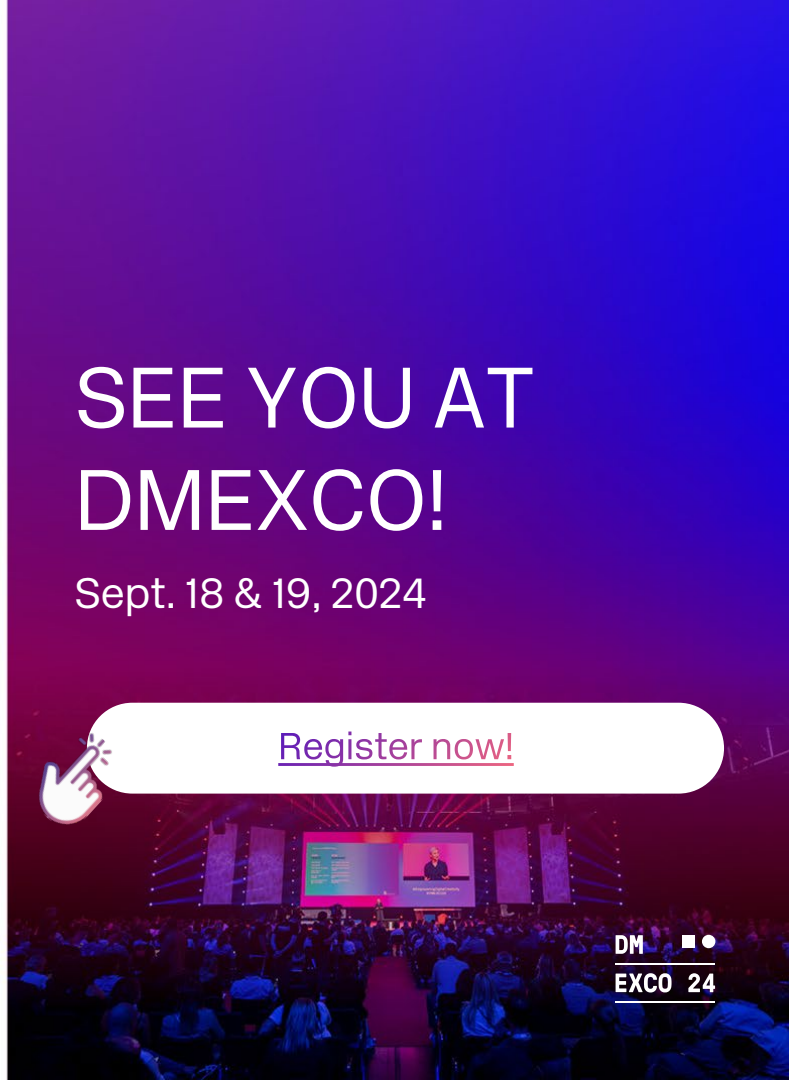 SEE YOU AT
DMEXCO!
Sept. 18 & 19, 2024
Register now!
DM
EXCO 24